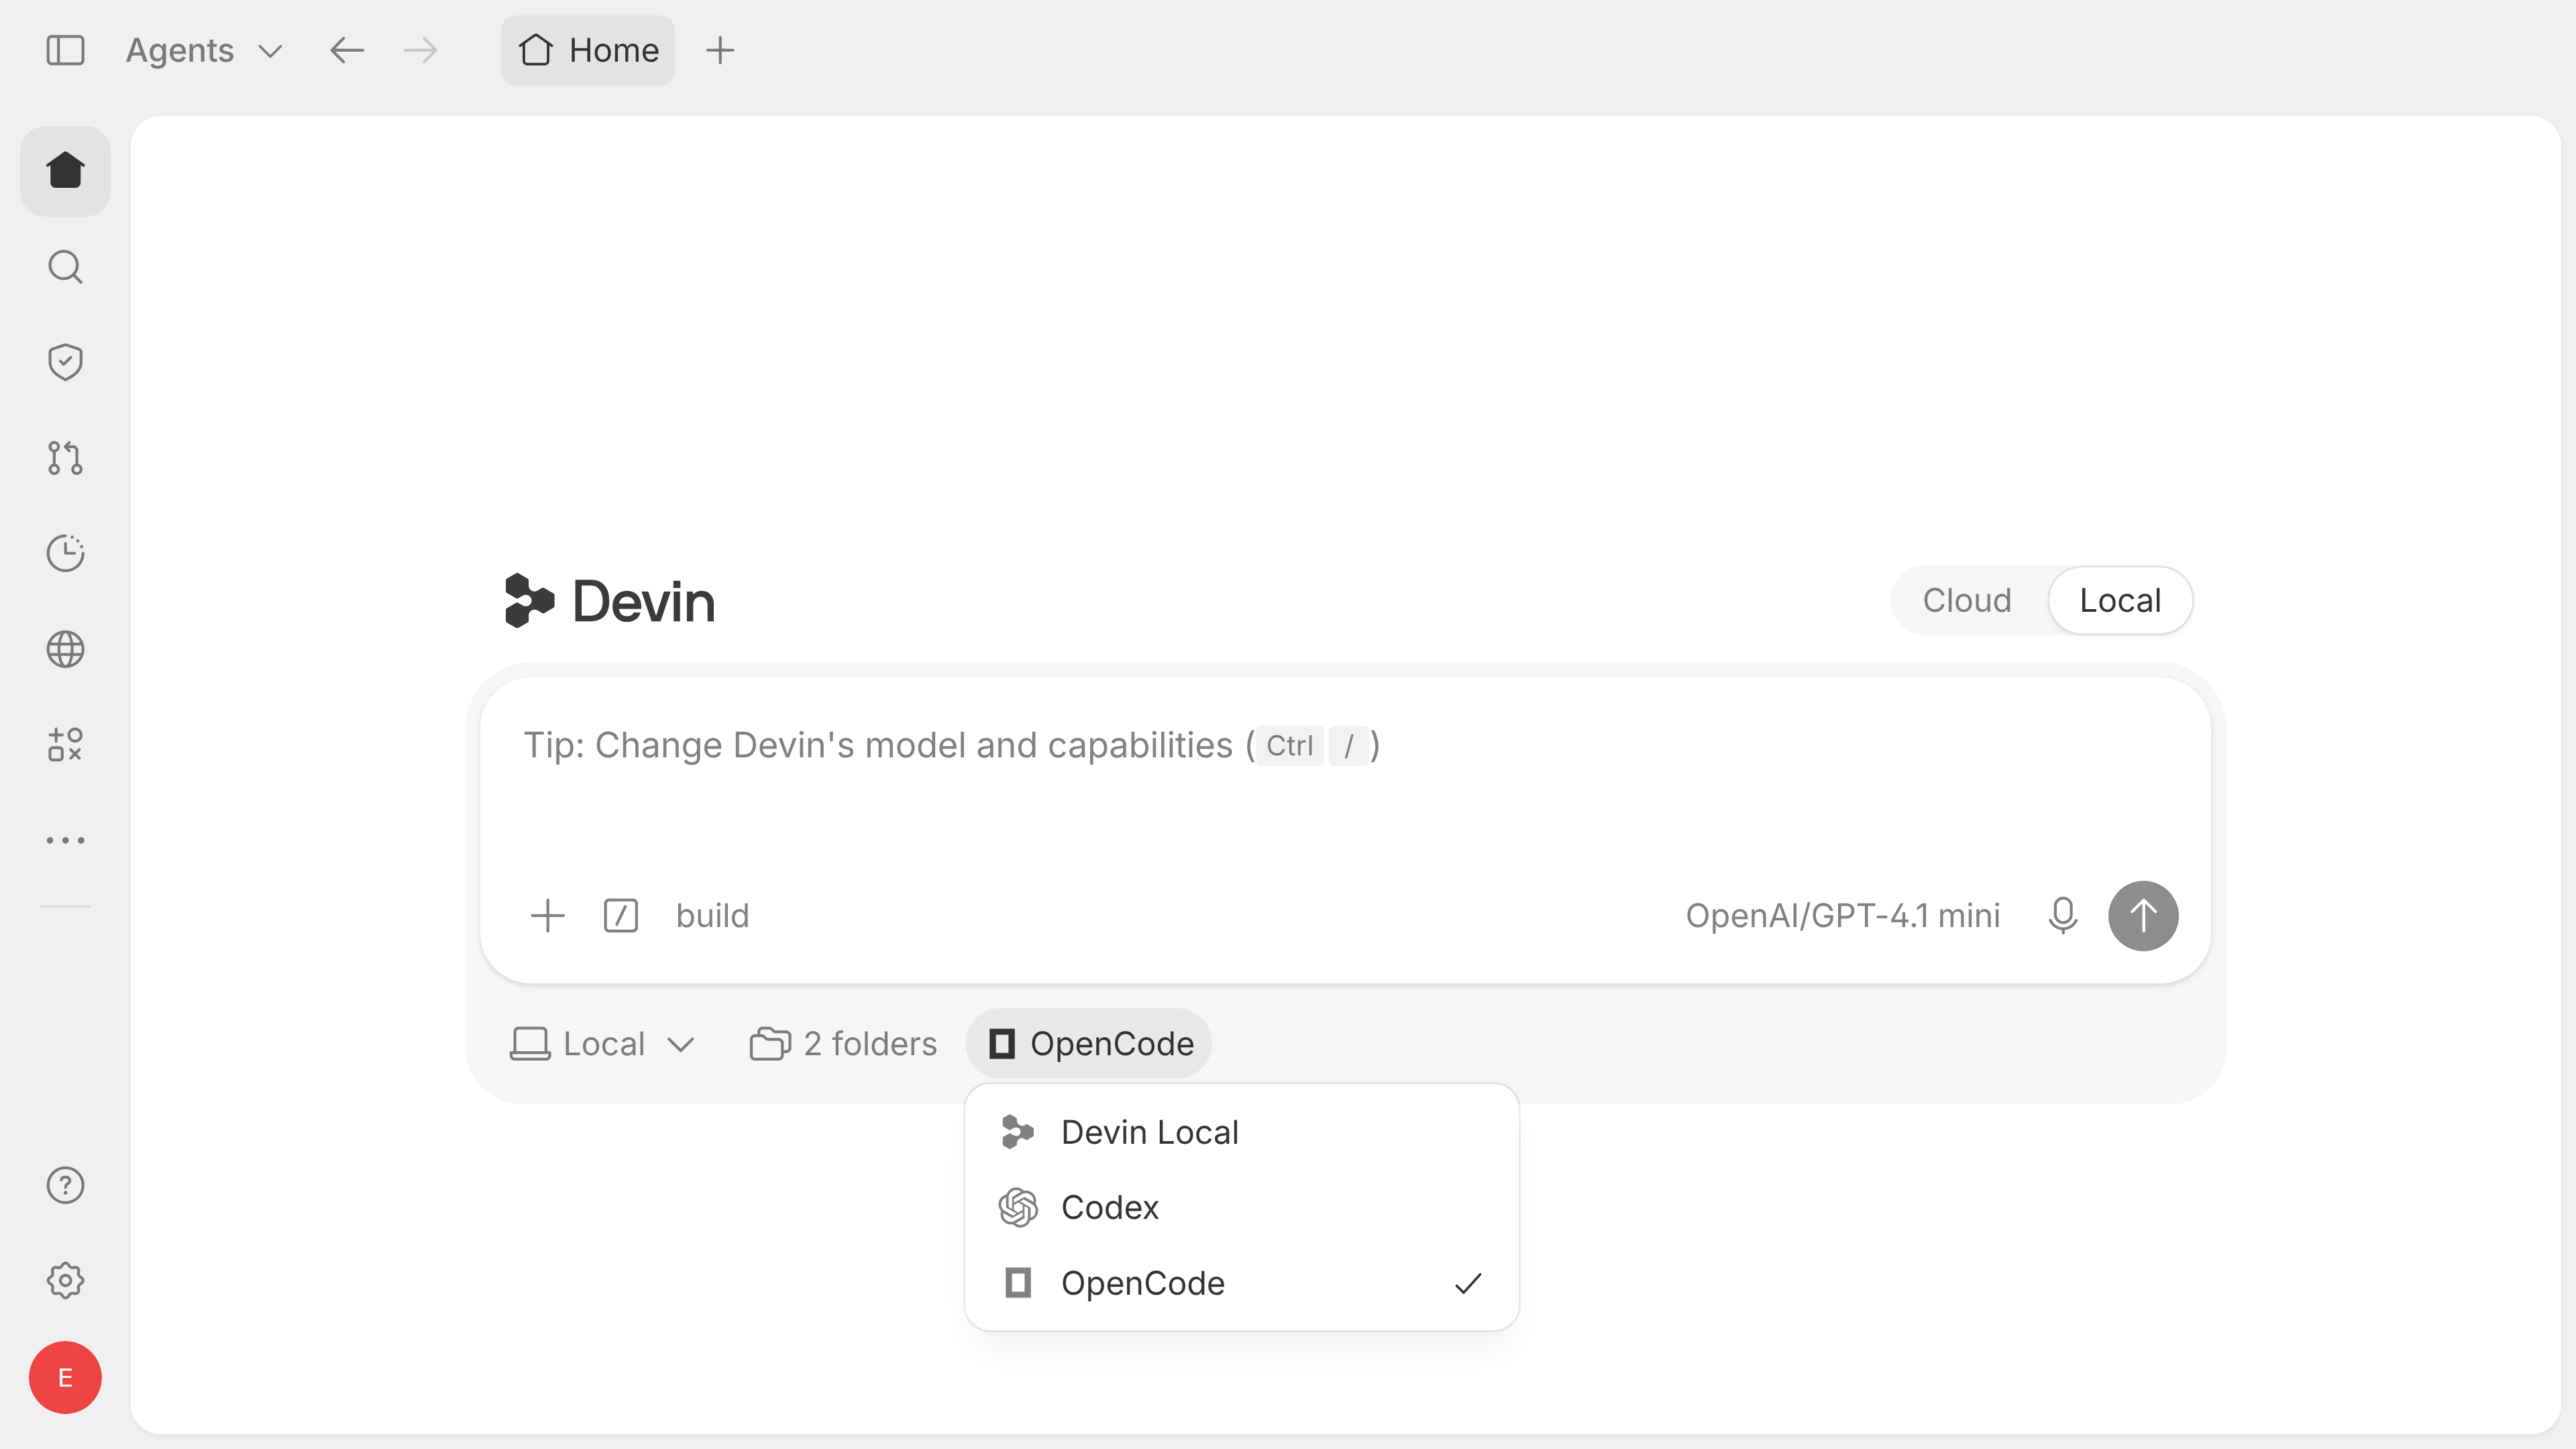 Agents
Home
Devin
Cloud
Local
Tip: Change Devin's model and capabilities (Ctrl /)
build
OpenAI/GPT-4.1 mini
Local
2 folders
OpenCode
Devin Local
Codex
OpenCode
E